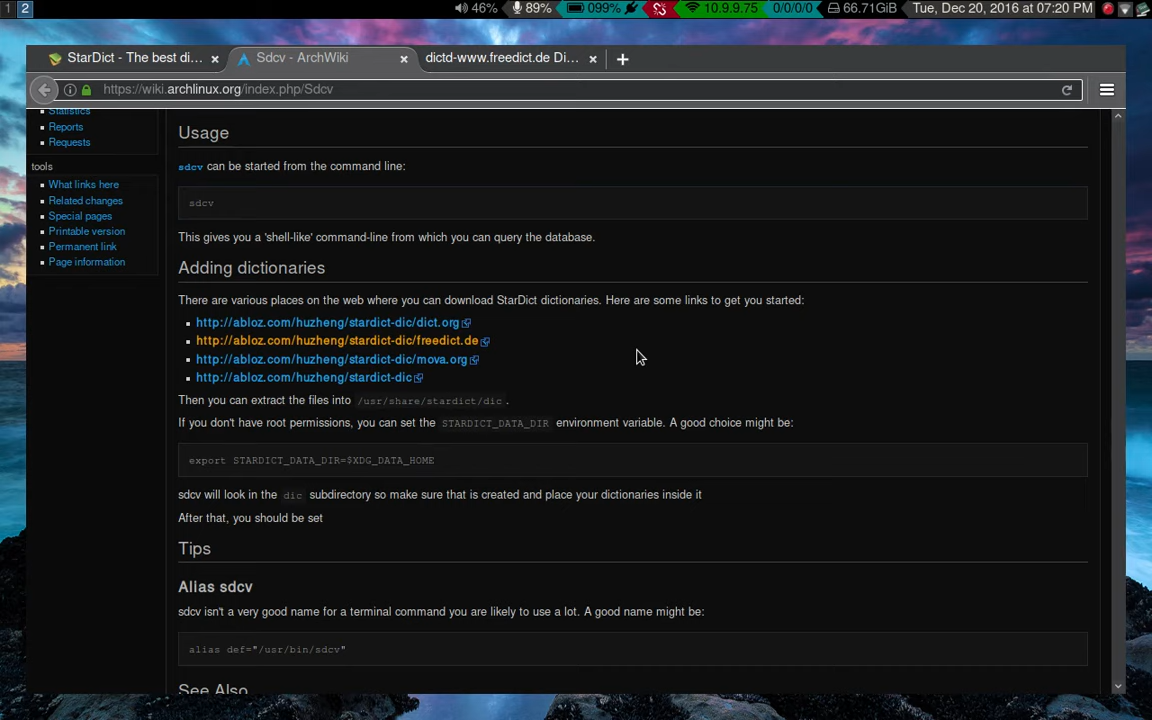 1 2 46% 89% 099% 10.9.9.75 0/0/0/0 66.71GiB Tue, Dec 20, 2016 at 07:20 PM
StarDict - The best di... Sdcv - ArchWiki dictd-www.freedict.de Di...
https://wiki.archlinux.org/index.php/Sdcv
Statistics
Reports
Requests
tools
What links here
Related changes
Special pages
Printable version
Permanent link
Page information
Usage
sdcv can be started from the command line:
sdcv
This gives you a 'shell-like' command-line from which you can query the database.
Adding dictionaries
There are various places on the web where you can download StarDict dictionaries. Here are some links to get you started:
http://abloz.com/huzheng/stardict-dic/dict.org
http://abloz.com/huzheng/stardict-dic/freedict.de
http://abloz.com/huzheng/stardict-dic/mova.org
http://abloz.com/huzheng/stardict-dic
Then you can extract the files into /usr/share/stardict/dic.
If you don't have root permissions, you can set the STARDICT_DATA_DIR environment variable. A good choice might be:
export STARDICT_DATA_DIR=$XDG_DATA_HOME
sdcv will look in the dic subdirectory so make sure that is created and place your dictionaries inside it
After that, you should be set
Tips
Alias sdcv
sdcv isn't a very good name for a terminal command you are likely to use a lot. A good name might be:
alias def="/usr/bin/sdcv"
See Also